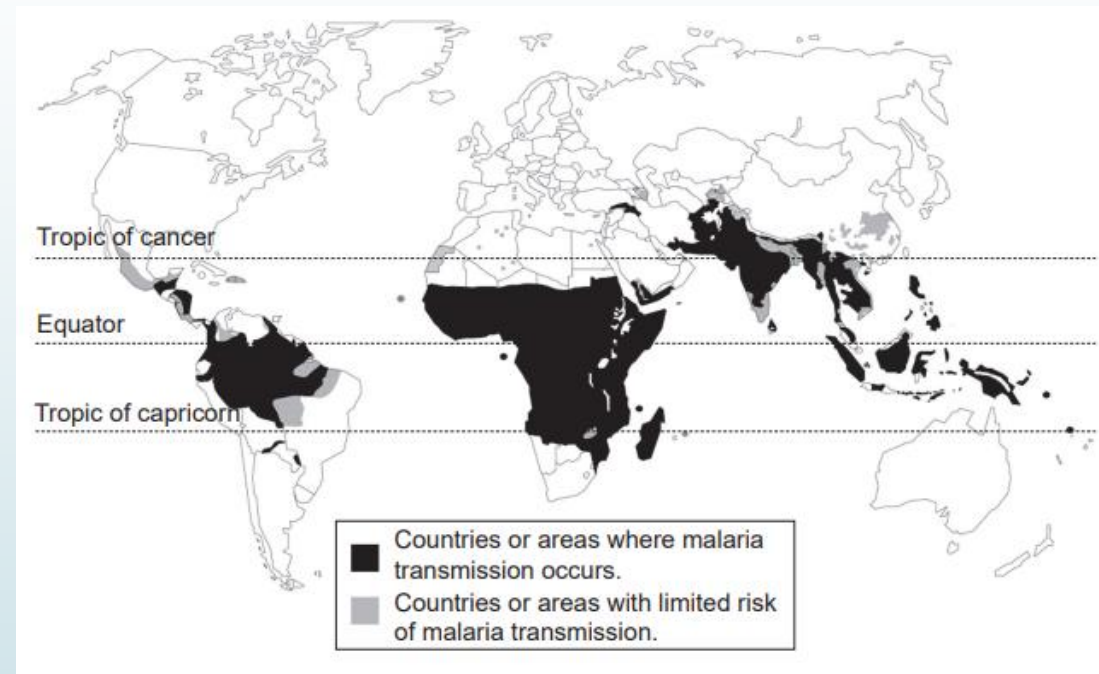 Tropic of cancer
Equator
Tropic of capricorn
Countries or areas where malaria
transmission occurs.
Countries or areas with limited risk
of malaria transmission.